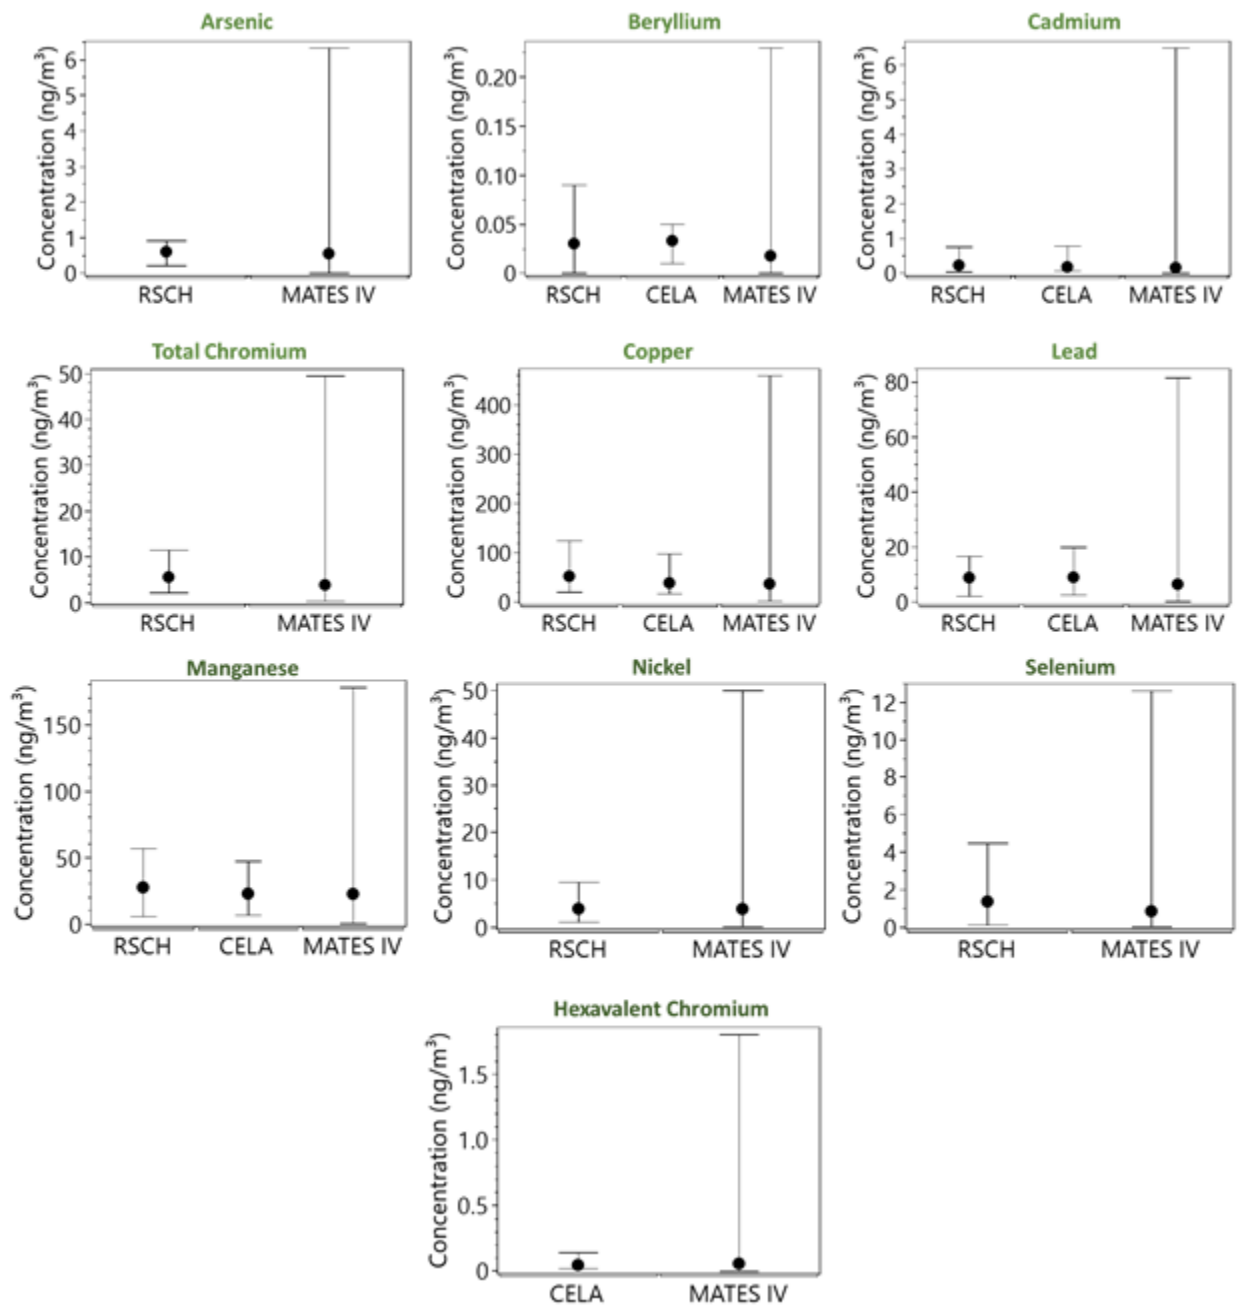 Arsenic
Concentration (ng/m³)
6
5
4
3
2
1
0
RSCH MATES IV
Beryllium
Concentration (ng/m³)
0.20
0.15
0.10
0.05
0
RSCH CELA MATES IV
Cadmium
Concentration (ng/m³)
6
5
4
3
2
1
0
RSCH CELA MATES IV
Total Chromium
Concentration (ng/m³)
50
40
30
20
10
0
RSCH MATES IV
Copper
Concentration (ng/m³)
400
300
200
100
0
RSCH CELA MATES IV
Lead
Concentration (ng/m³)
80
60
40
20
0
RSCH CELA MATES IV
Manganese
Concentration (ng/m³)
150
100
50
0
RSCH CELA MATES IV
Nickel
Concentration (ng/m³)
50
40
30
20
10
0
RSCH MATES IV
Selenium
Concentration (ng/m³)
12
10
8
6
4
2
0
RSCH MATES IV
Hexavalent Chromium
Concentration (ng/m³)
1.5
1.0
0.5
0
CELA MATES IV